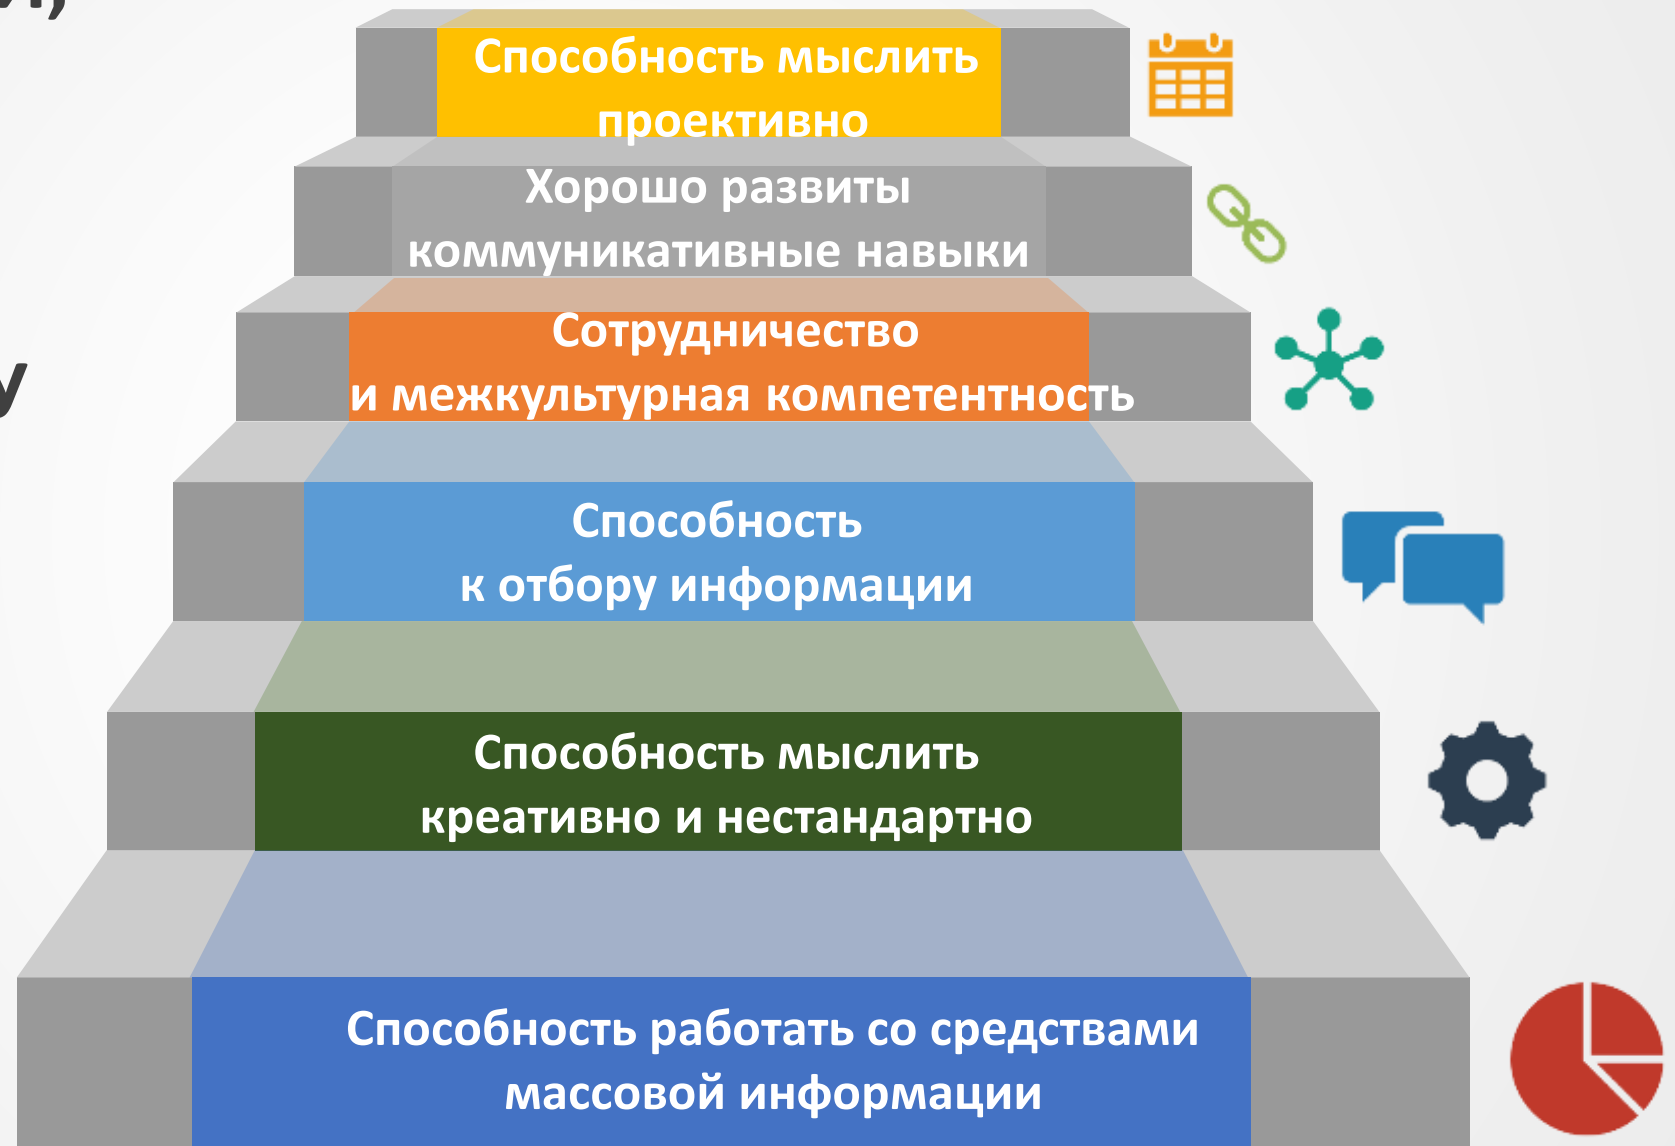 Способность мыслить
проективно
Хорошо развиты
коммуникативные навыки
Сотрудничество
и межкультурная компетентность
Способность
к отбору информации
Способность мыслить
креативно и нестандартно
Способность работать со средствами
массовой информации